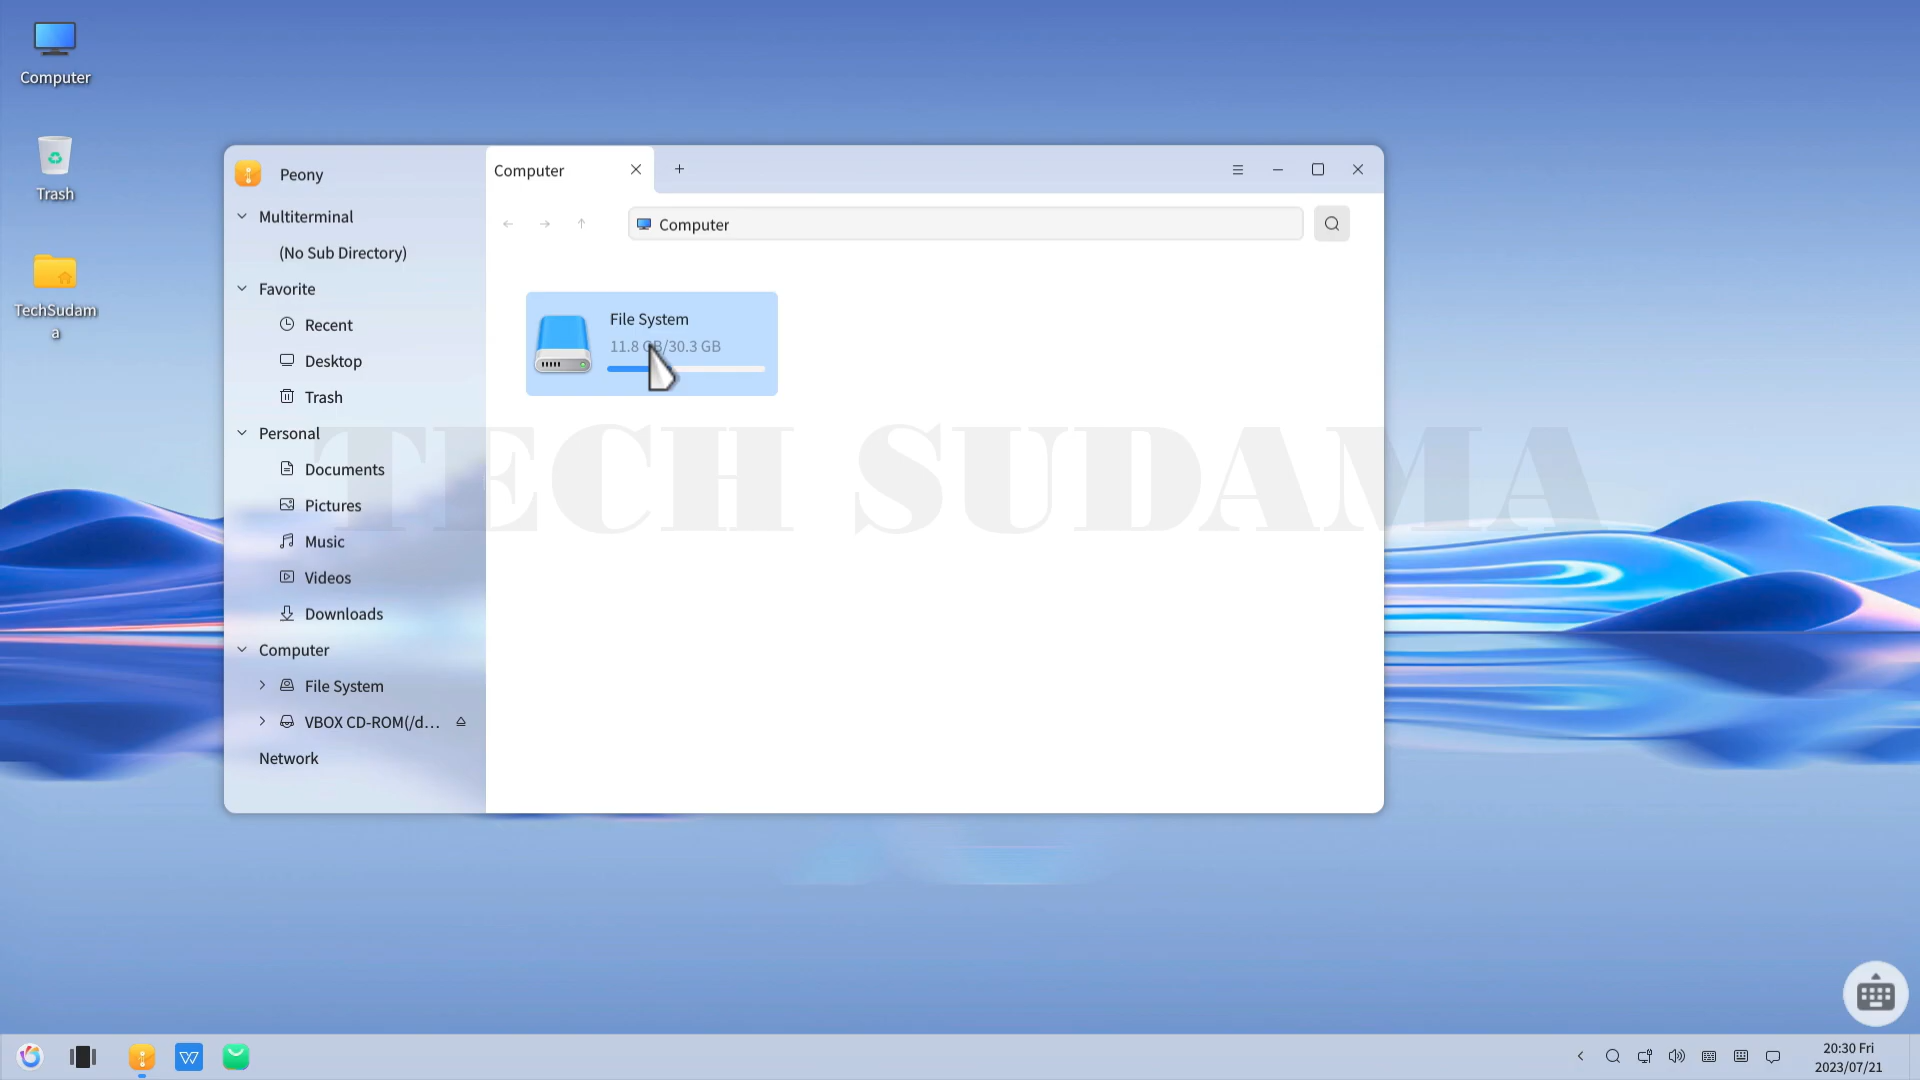 Computer
Trash
TechSudam
a
Peony
Multiterminal
(No Sub Directory)
Favorite
Recent
Desktop
Trash
Personal
Documents
Pictures
Music
Videos
Downloads
Computer
File System
VBOX CD-ROM(/d...
Network
Computer
Computer
File System
11.8 GB/30.3 GB
TECH SUDAMA
20:30 Fri
2023/07/21